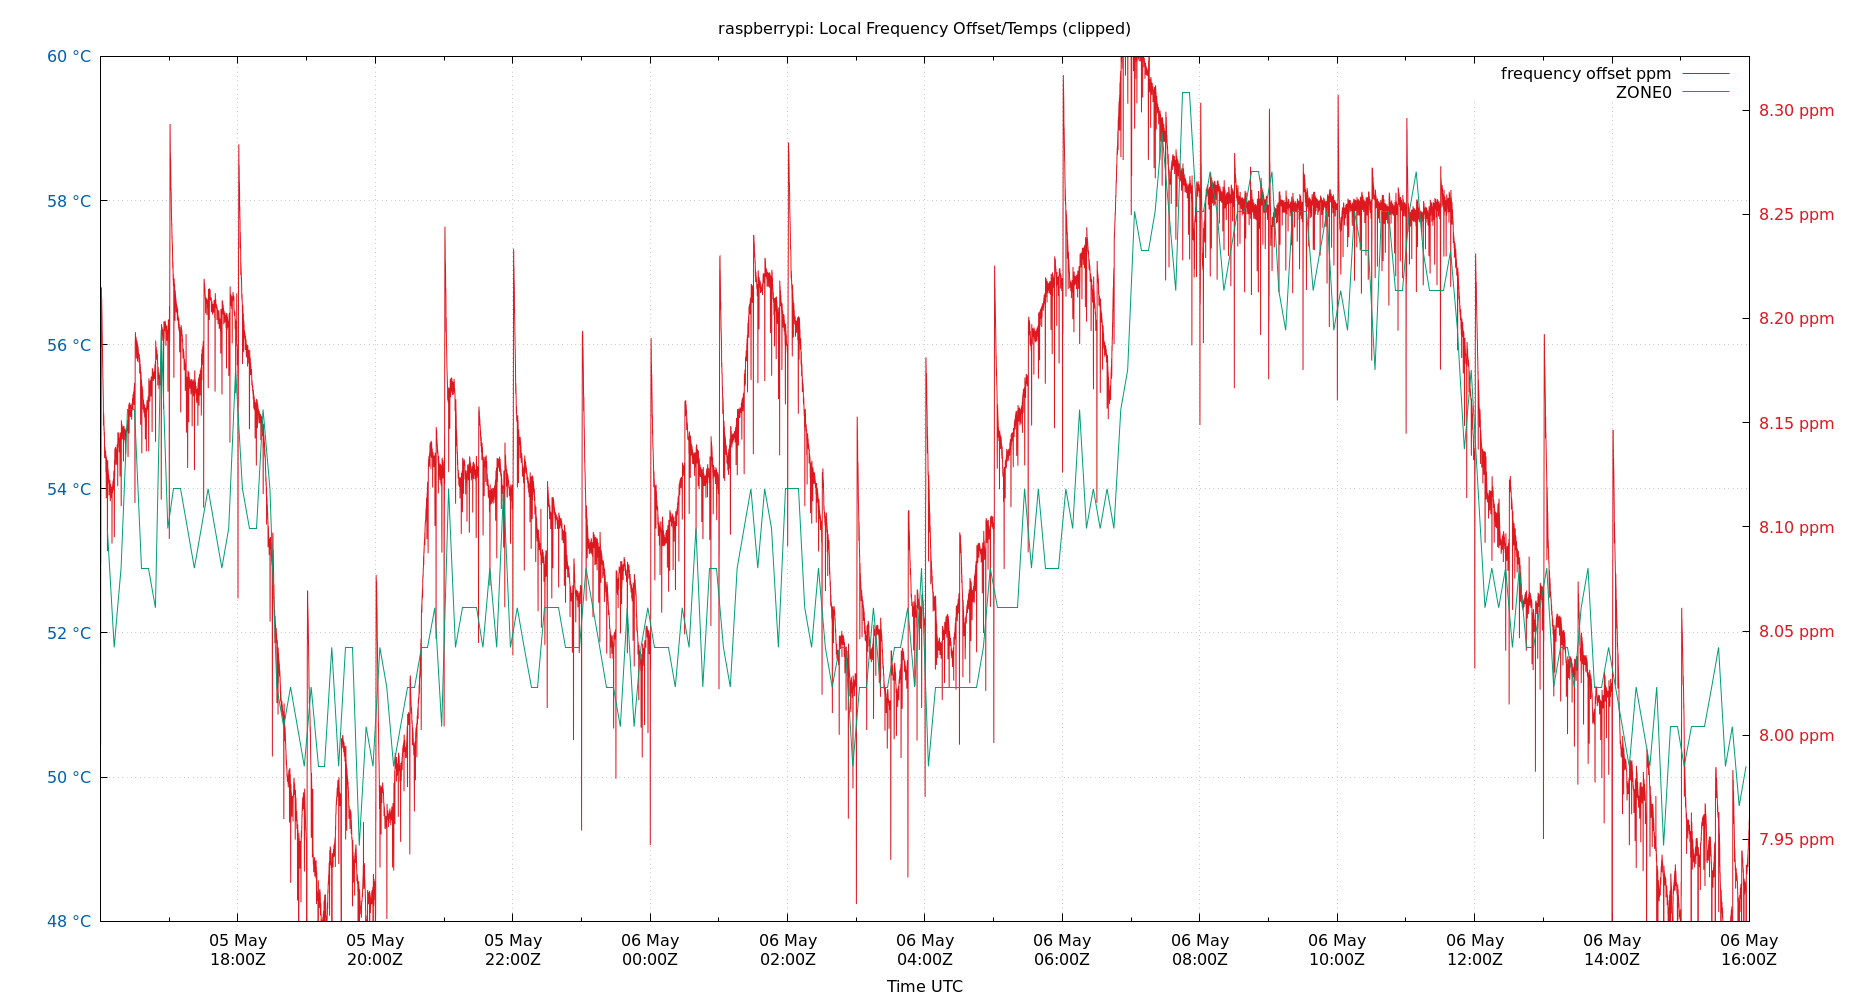 raspberrypi: Local Frequency Offset/Temps (clipped)
60 °C
58 °C
56 °C
54 °C
52 °C
50 °C
48 °C
frequency offset ppm
ZONE0
8.30 ppm
8.25 ppm
8.20 ppm
8.15 ppm
8.10 ppm
8.05 ppm
8.00 ppm
7.95 ppm
05 May
18:00Z
05 May
20:00Z
05 May
22:00Z
06 May
00:00Z
06 May
02:00Z
06 May
04:00Z
06 May
06:00Z
06 May
08:00Z
06 May
10:00Z
06 May
12:00Z
06 May
14:00Z
06 May
16:00Z
Time UTC